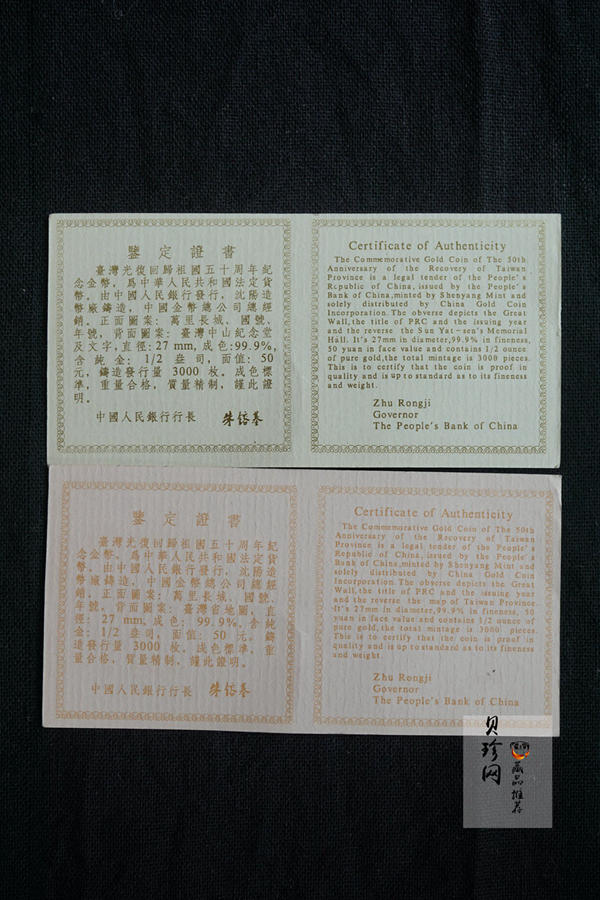 鑒定證書
臺灣光復回歸祖國五十周年紀
念金幣,爲中華人民共和國法定貨
幣。由中國人民銀行發行,沈陽造
幣廠鑄造,中國金幣總公司總經
銷。正面圖案:萬里長城、國號、
年號,背面圖案:臺灣中山紀念堂
及文字,直徑:27 mm,成色:99.9%,
含純金:1/2 盎司,面值:50
元,鑄造發行量 3000 枚。成色標
準,重量合格,質量精制,謹此證
明。
中國人民銀行行長 朱镕基
Certificate of Authenticity
The Commemorative Gold Coin of The 50th
Anniversary of the Recovery of Taiwan
Province is a legal tender of the People's
Republic of China, issued by the People's
Bank of China,minted by Shenyang Mint and
solely distributed by China Gold Coin
Incorporation.The obverse depicts the Great
Wall,the title of PRC and the issuing year
and the reverse the Sun Yat-sen's Memorial
Hall. It's 27mm in diameter,99.9% in fineness,
50 yuan in face value and contains 1/2 ounce
of pure gold,the total mintage is 3000 pieces.
This is to certify that the coin is proof in
quality and is up to standard as to its fineness
and weight.
Zhu Rongji
Governor
The People's Bank of China
鑒定證書
臺灣光復回歸祖國五十周年紀
念金幣,爲中華人民共和國法定貨
幣。由中國人民銀行發行,沈陽造
幣廠鑄造,中國金幣總公司總經
銷。正面圖案:萬里長城、國號、
年號,背面圖案:臺灣省地圖,直
徑:27 mm,成色:99.9%,含純
金:1/2 盎司,面值:50 元,鑄
造發行量 3000 枚。成色標準,重
量合格,質量精制,謹此證明。
中國人民銀行行長 朱镕基
Certificate of Authenticity
The Commemorative Gold Coin of The 50th
Anniversary of the Recovery of Taiwan
Province is a legal tender of the People's
Republic of China, issued by the People's
Bank of China,minted by Shenyang Mint and
solely distributed by China Gold Coin
Incorporation.The obverse depicts the Great
Wall,the title of PRC and the issuing year
and the reverse the map of Taiwan Province.
It's 27mm in diameter,99.9% in fineness, 50
yuan in face value and contains 1/2 ounce of
pure gold,the total mintage is 3000 pieces.
This is to certify that the coin is proof in
quality and is up to standard as to its fineness
and weight.
Zhu Rongji
Governor
The People's Bank of China
贝珍网
藏品推荐